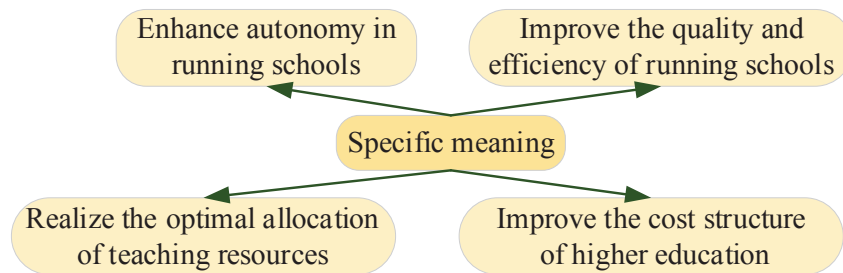 Enhance autonomy in
running schools
Improve the quality and
efficiency of running schools
Specific meaning
Realize the optimal allocation
of teaching resources
Improve the cost structure
of higher education